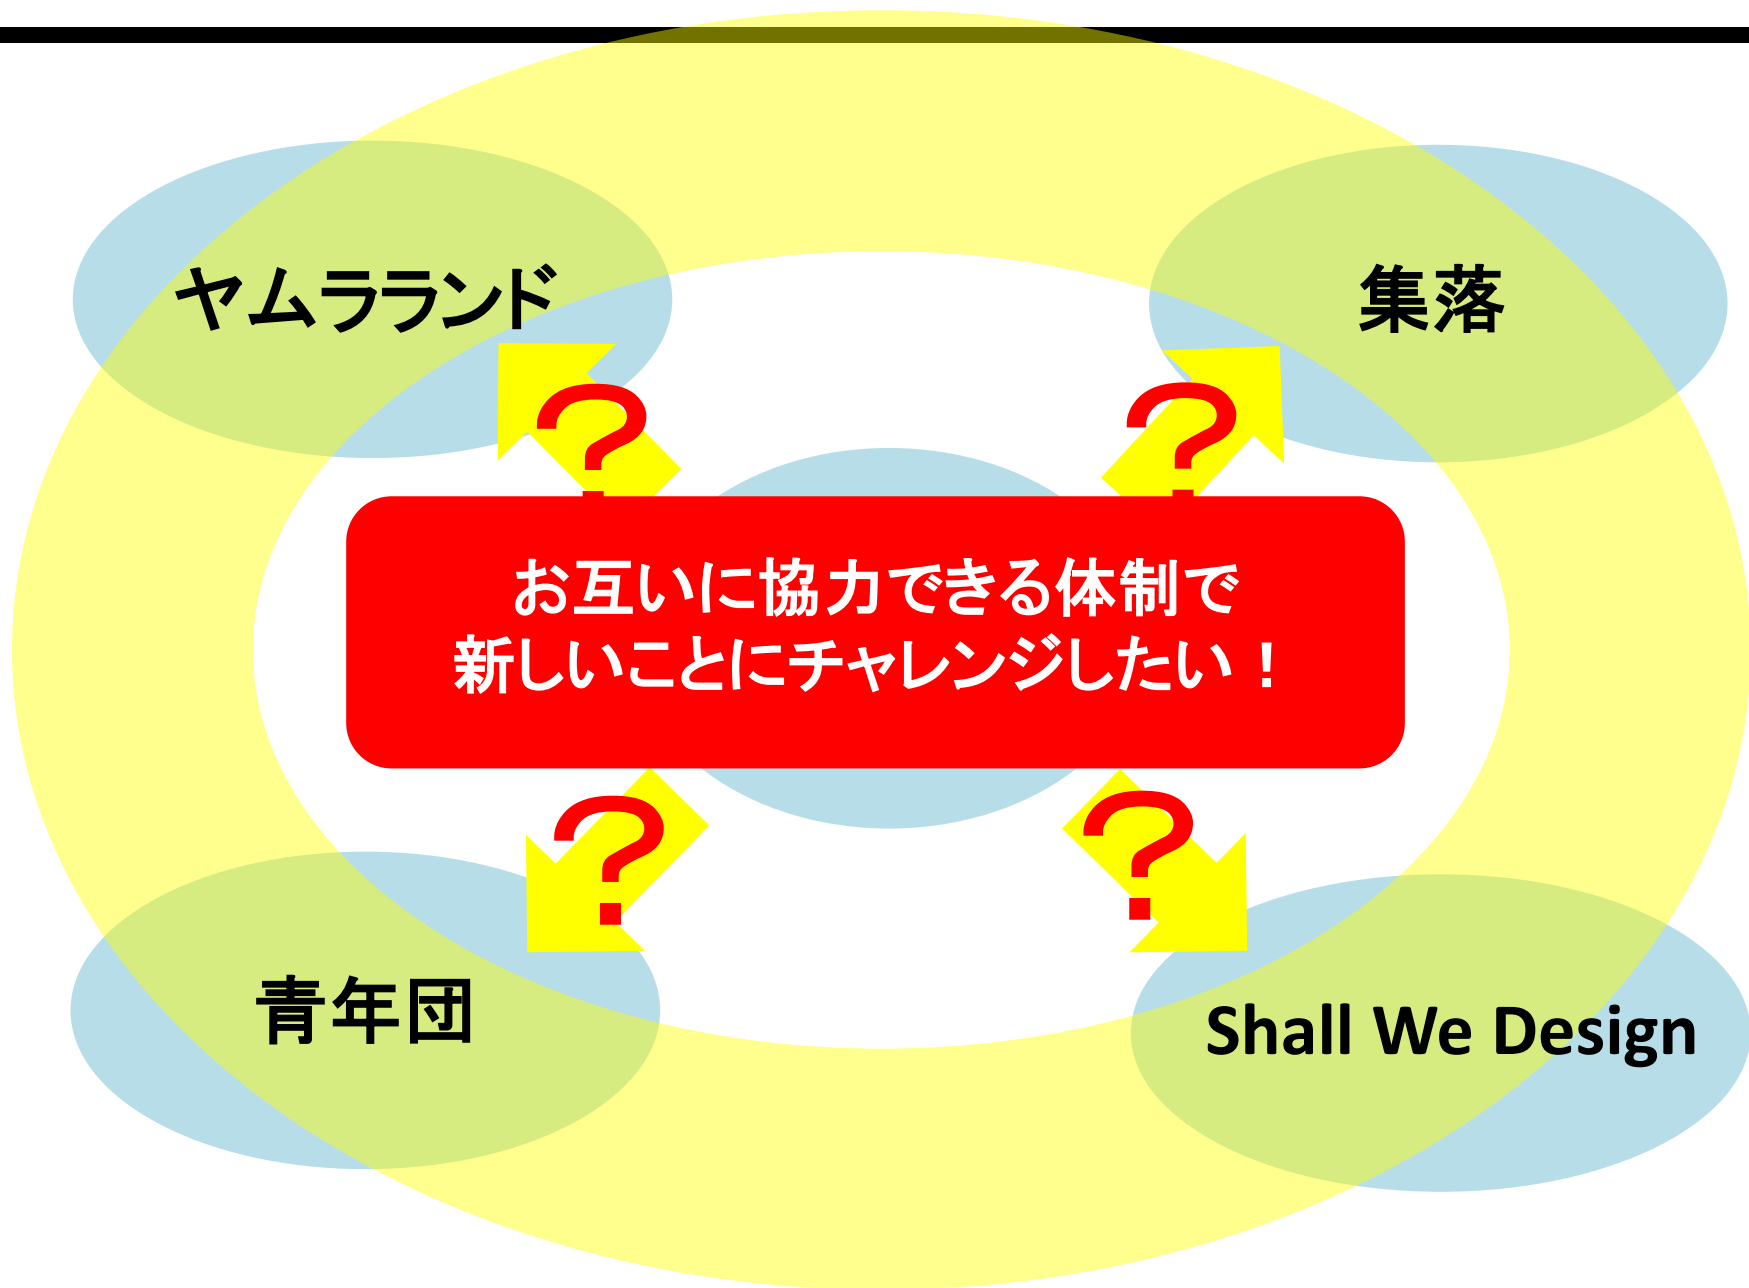 ヤムラランド
集落
?
?
お互いに協力できる体制で
新しいことにチャレンジしたい！
?
?
青年団
Shall We Design